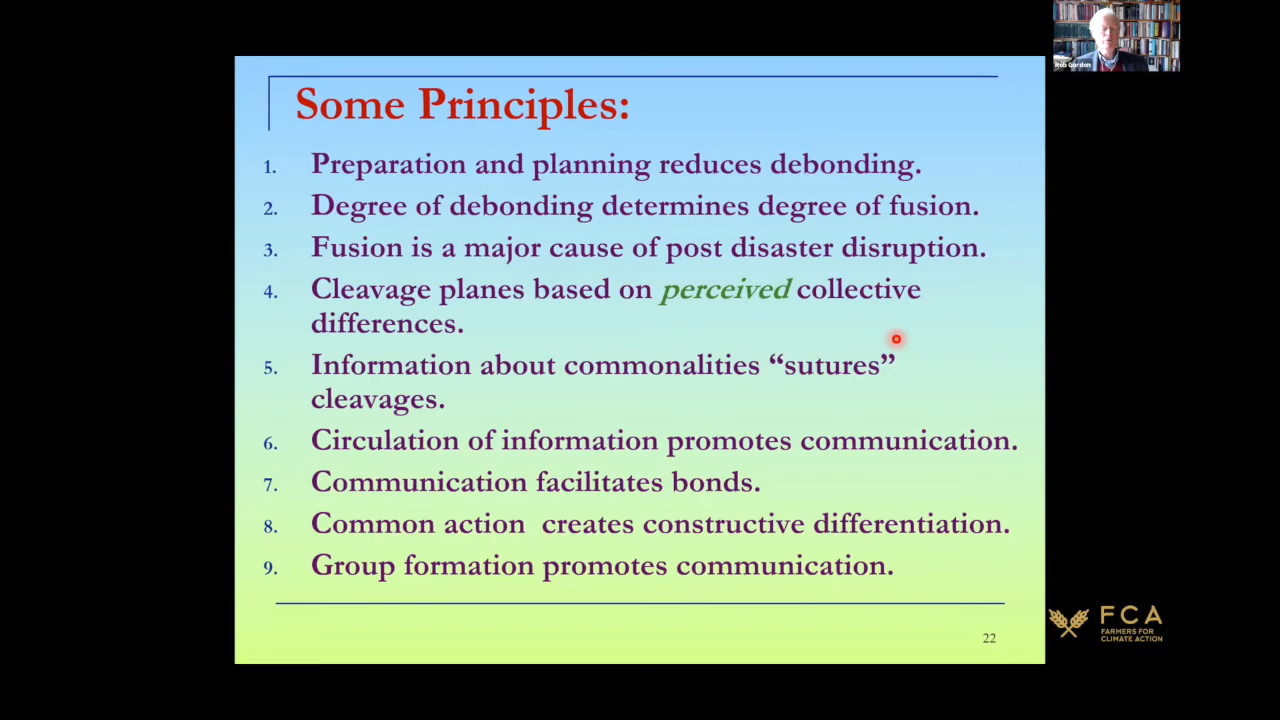 Rob Gordon
Some Principles:
1. Preparation and planning reduces debonding.
2. Degree of debonding determines degree of fusion.
3. Fusion is a major cause of post disaster disruption.
4. Cleavage planes based on perceived collective
differences.
5. Information about commonalities “sutures”
cleavages.
6. Circulation of information promotes communication.
7. Communication facilitates bonds.
8. Common action  creates constructive differentiation.
9. Group formation promotes communication.
22
FCA
FARMERS FOR
CLIMATE ACTION